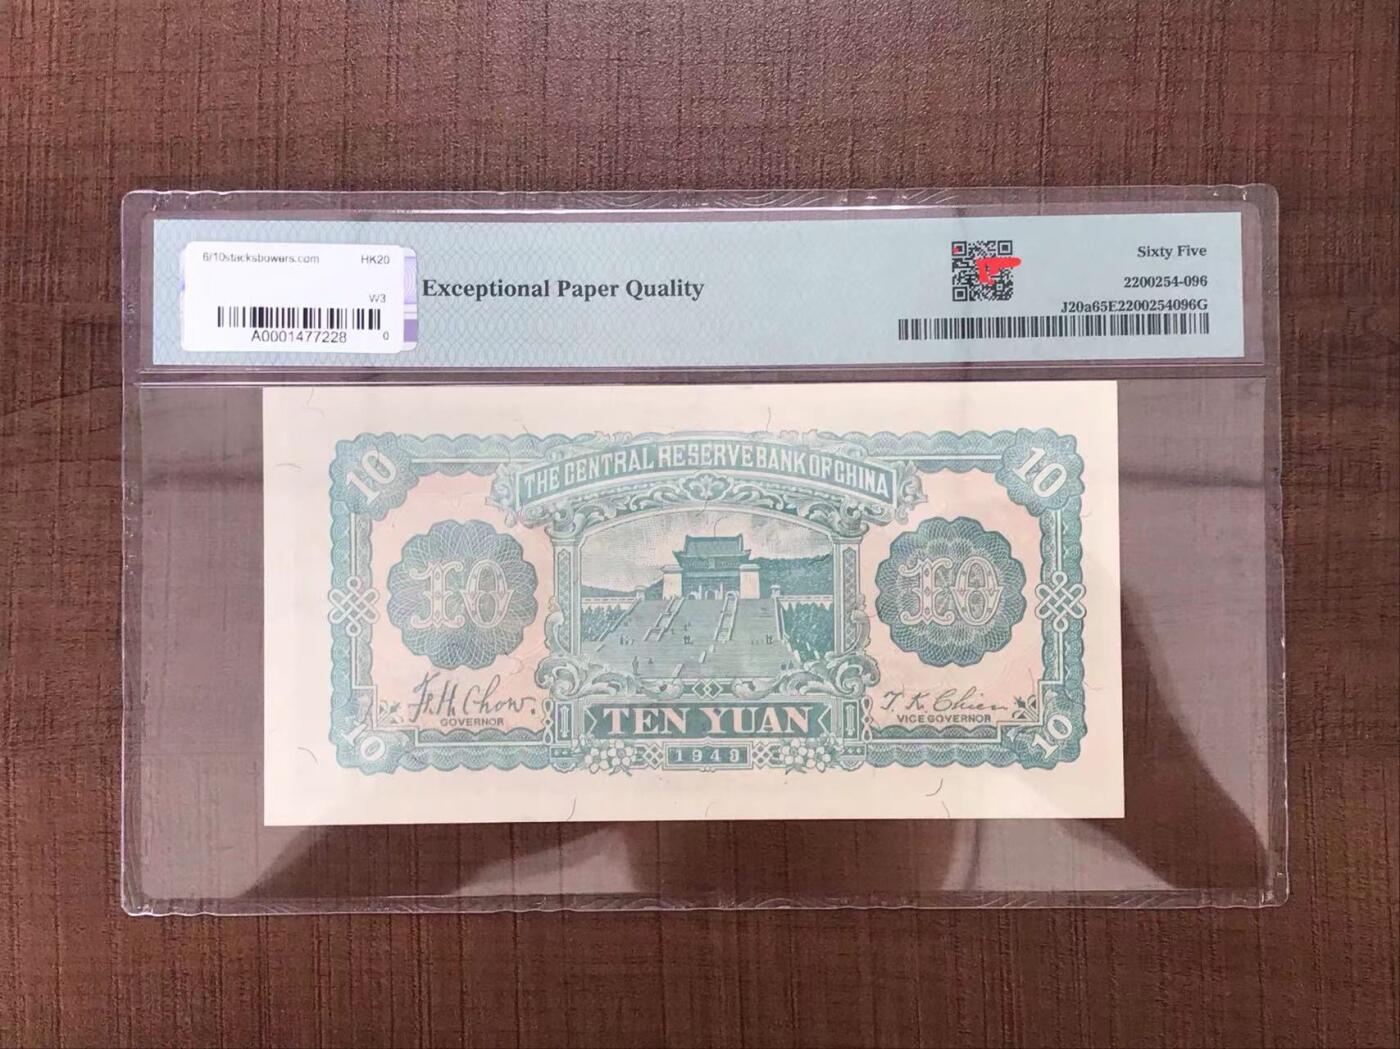 6/10stacksbowers.com HK20
W3
A0001477228 0
Exceptional Paper Quality
Sixty Five
2200254-096
J20a65E2200254096G
THE CENTRAL RESERVE BANK OF CHINA
10 10
10 10
F.H. Chow. T. K. Chien
GOVERNOR VICE GOVERNOR
TEN YUAN
10 10
1943